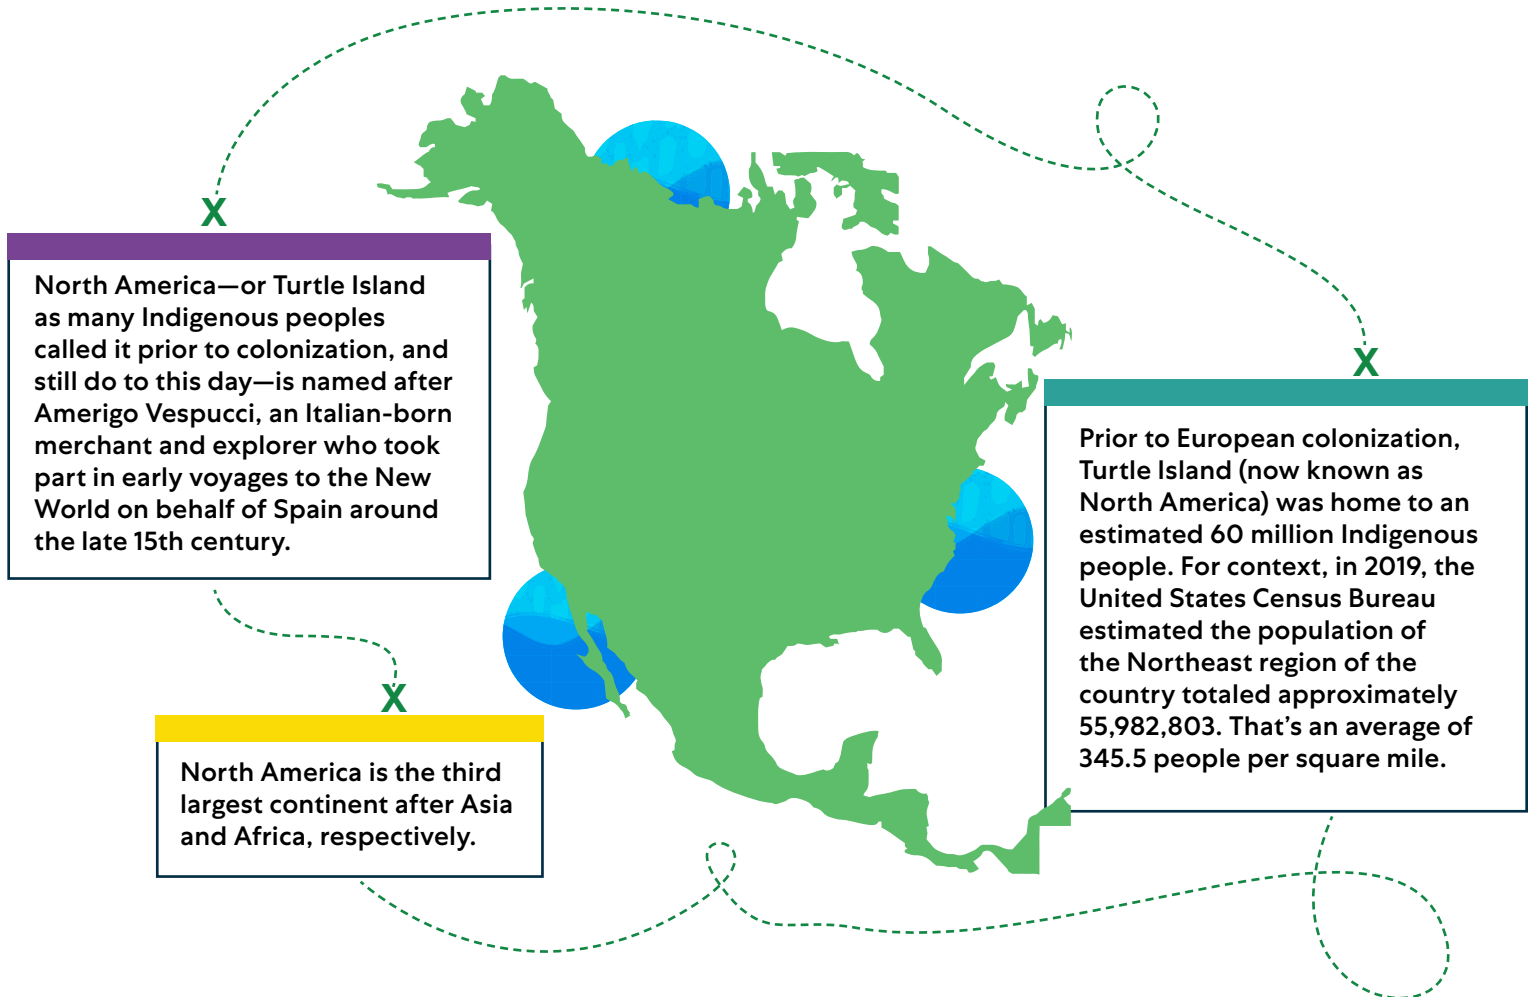 X
North America—or Turtle Island
as many Indigenous peoples
called it prior to colonization, and
still do to this day—is named after
Amerigo Vespucci, an Italian-born
merchant and explorer who took
part in early voyages to the New
World on behalf of Spain around
the late 15th century.
X
North America is the third
largest continent after Asia
and Africa, respectively.
X
Prior to European colonization,
Turtle Island (now known as
North America) was home to an
estimated 60 million Indigenous
people. For context, in 2019, the
United States Census Bureau
estimated the population of
the Northeast region of the
country totaled approximately
55,982,803. That’s an average of
345.5 people per square mile.